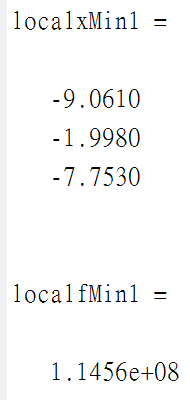 localxMin1 =
-9.0610
-1.9980
-7.7530
localfMin1 =
1.1456e+08